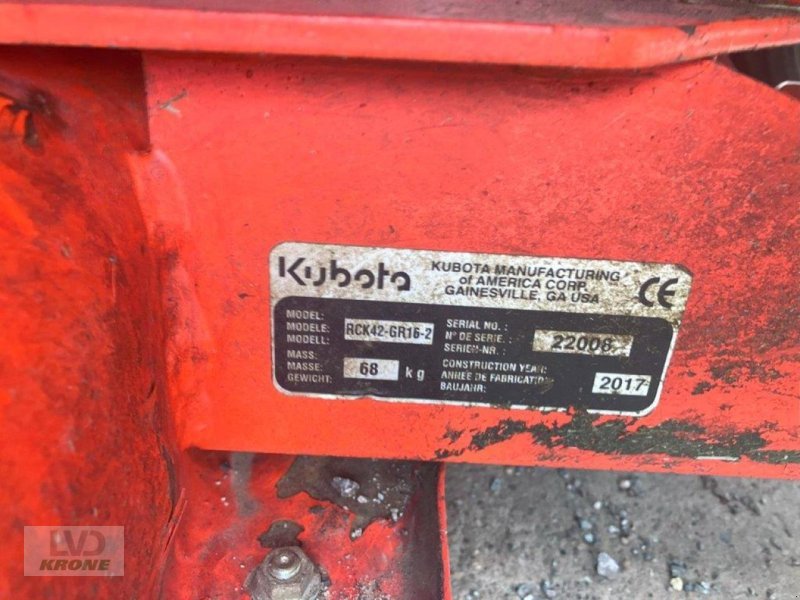 Kubota
KUBOTA MANUFACTURING
of AMERICA CORP.
GAINESVILLE, GA USA
CE
MODEL:
MODELE:
MODELL:
RCK42-GR16-2
SERIAL NO. :
N° DE SERIE. :
SERIEN-NR. :
22008
MASS:
MASSE:
GEWICHT:
68 kg
CONSTRUCTION YEAR:
ANNEE DE FABRICATION
BAUJAHR:
2017
LVD
KRONE